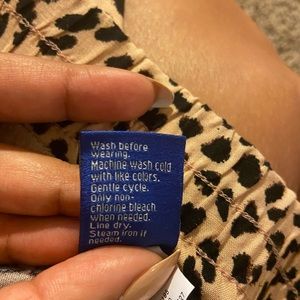 Wash before
wearing.
Machine wash cold
with like colors.
Gentle cycle.
Only non-
chlorine bleach
when needed.
Line dry.
Steam iron if
needed.